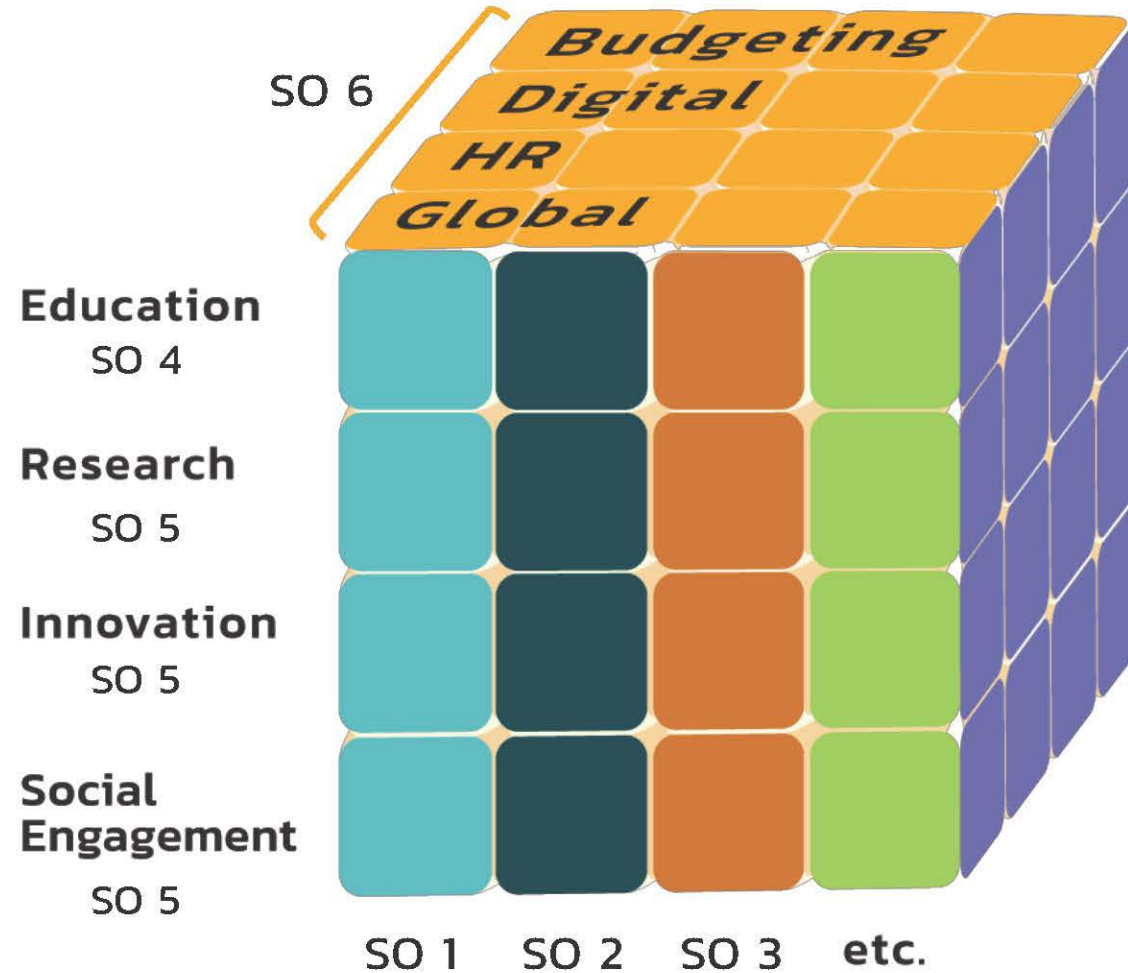 Budgeting
SO 6
Digital
HR
Global
Education
SO 4
Research
SO 5
Innovation
SO 5
Social
Engagement
SO 5
SO 1 SO 2 SO 3 etc.